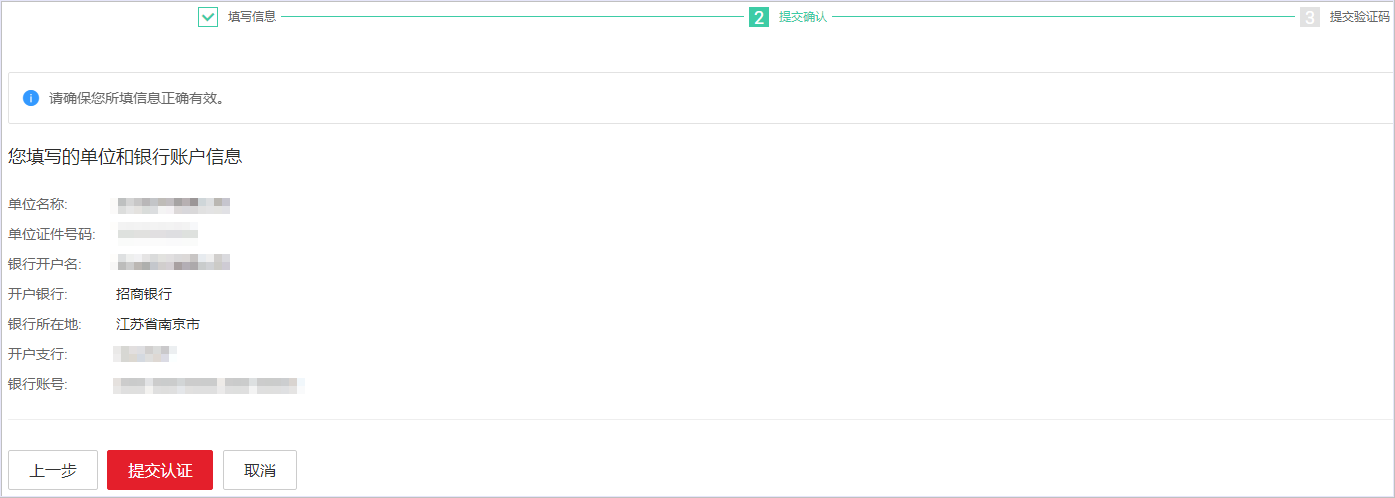 填写信息
2 提交确认
3 提交验证码
请确保您所填信息正确有效。
您填写的单位和银行账户信息
单位名称:
单位证件号码:
银行开户名:
开户银行: 招商银行
银行所在地: 江苏省南京市
开户支行:
银行账号:
上一步 提交认证 取消